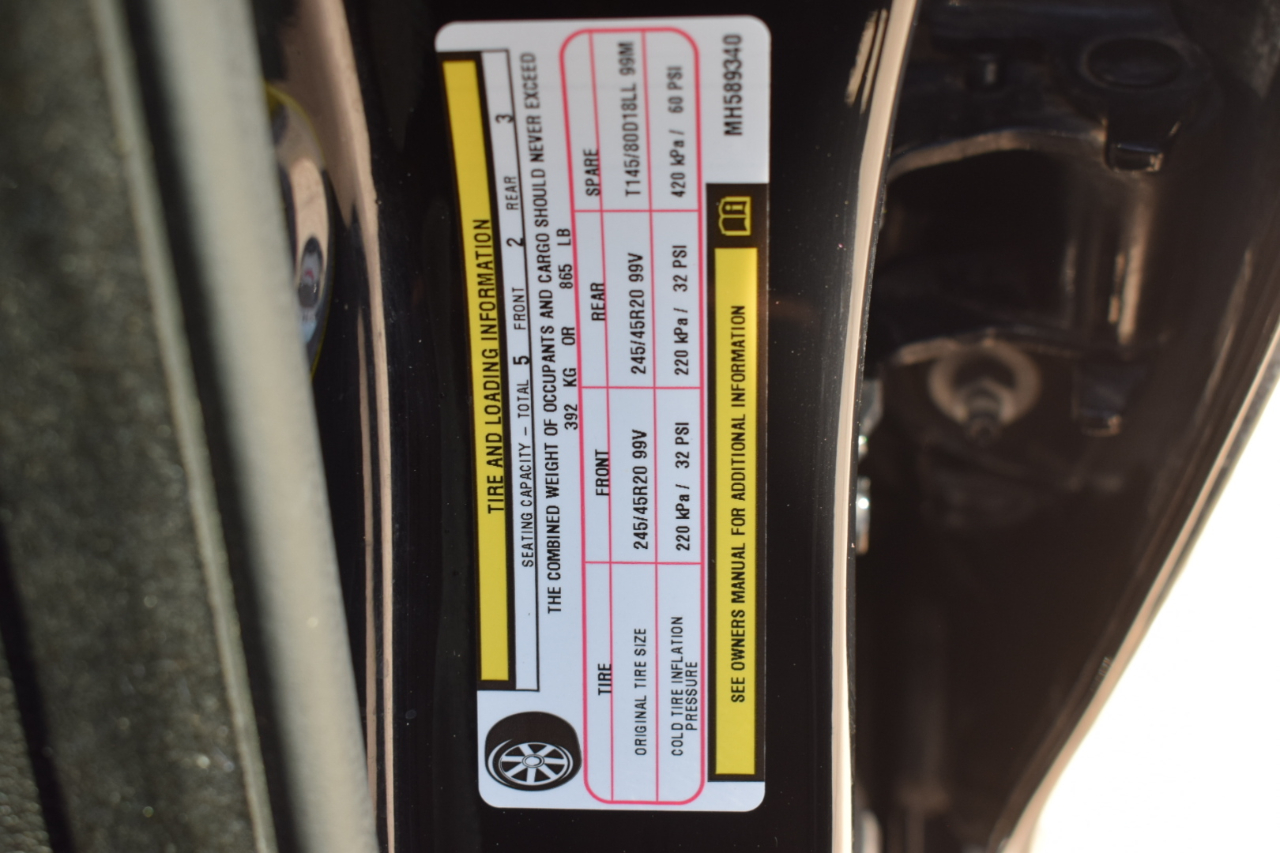 TIRE AND LOADING INFORMATION
SEATING CAPACITY – TOTAL 5 FRONT 2 REAR 3
THE COMBINED WEIGHT OF OCCUPANTS AND CARGO SHOULD NEVER EXCEED
392 KG OR 865 LB
TIRE FRONT REAR SPARE
ORIGINAL TIRE SIZE 245/45R20 99V 245/45R20 99V T145/80D18LL 99M
COLD TIRE INFLATION PRESSURE 220 kPa / 32 PSI 220 kPa / 32 PSI 420 kPa / 60 PSI
SEE OWNERS MANUAL FOR ADDITIONAL INFORMATION
MH589340